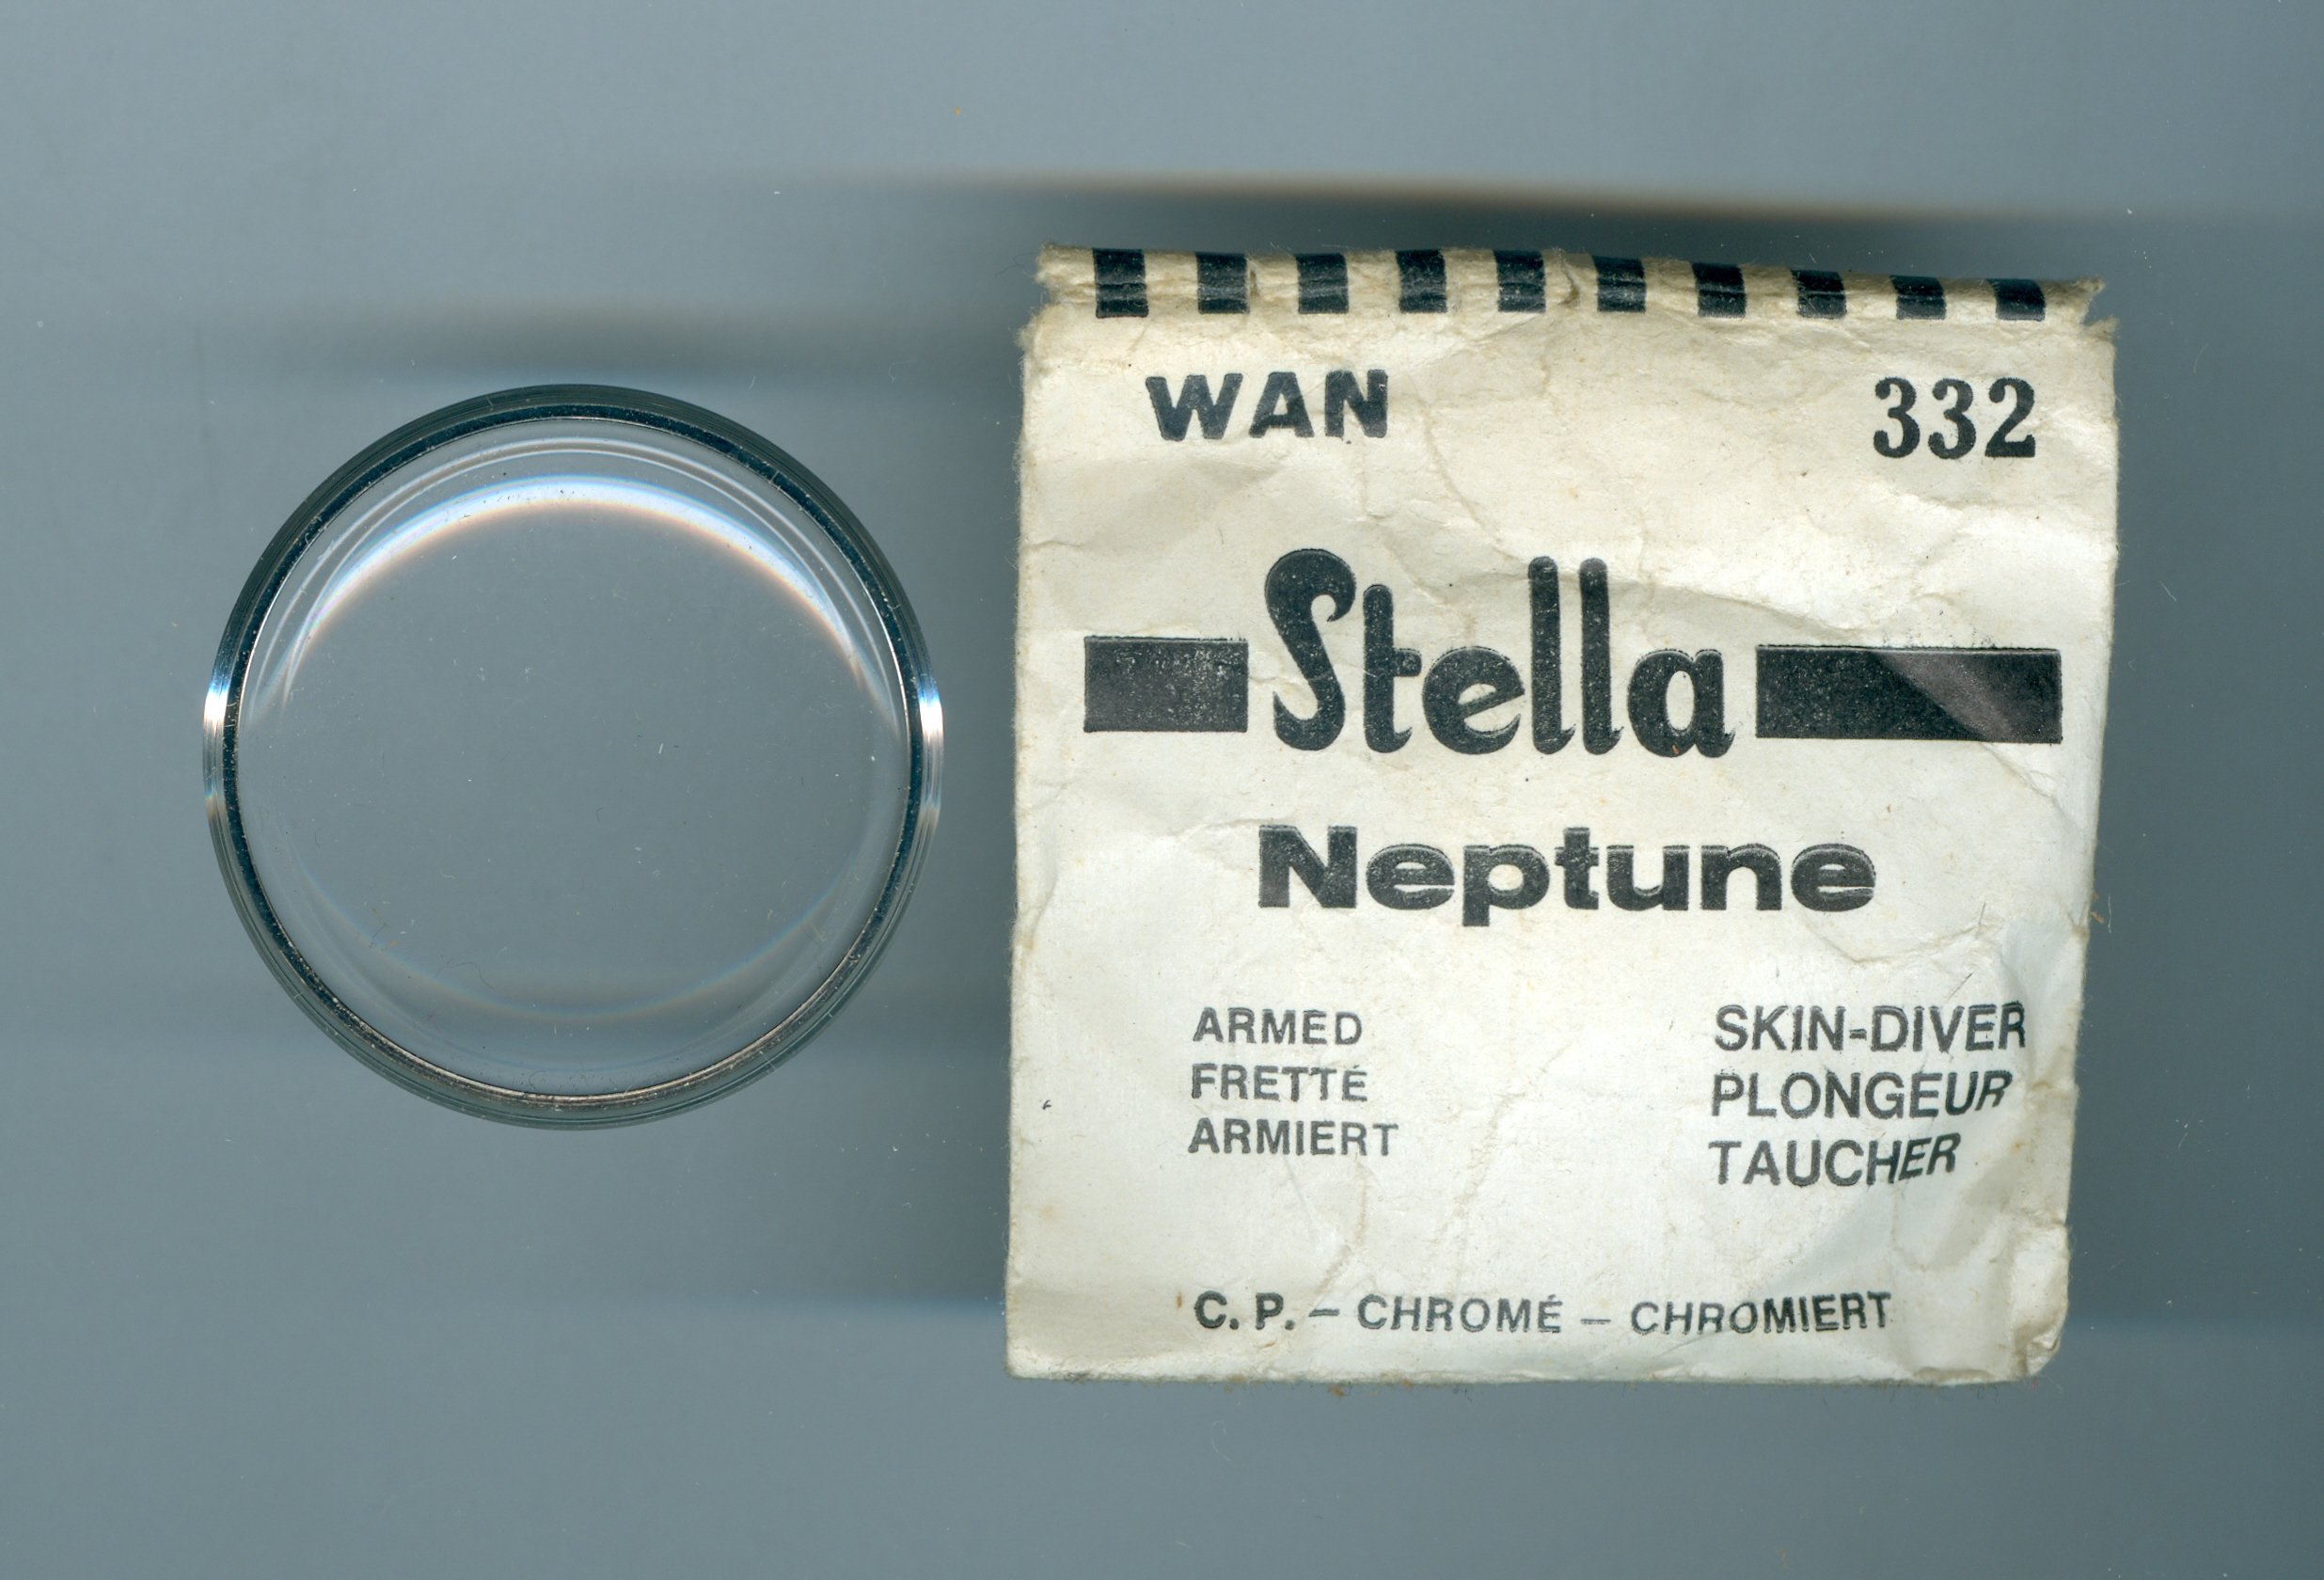 WAN 332
Stella
Neptune
ARMED SKIN-DIVER
FRETTÉ PLONGEUR
ARMIERT TAUCHER
C. P. – CHROMÉ – CHROMIERT